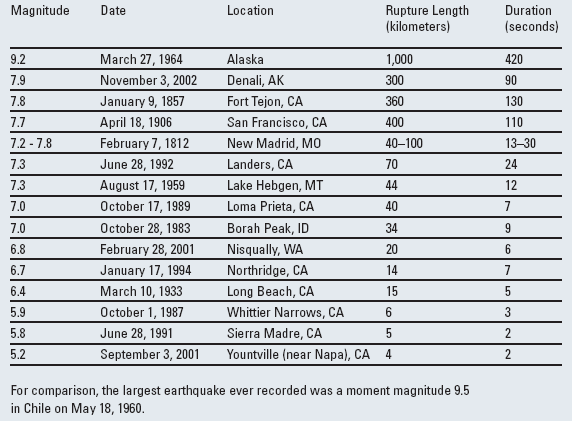 Magnitude Date Location Rupture Length Duration
(kilometers) (seconds)
9.2 March 27, 1964 Alaska 1,000 420
7.9 November 3, 2002 Denali, AK 300 90
7.8 January 9, 1857 Fort Tejon, CA 360 130
7.7 April 18, 1906 San Francisco, CA 400 110
7.2 - 7.8 February 7, 1812 New Madrid, MO 40–100 13–30
7.3 June 28, 1992 Landers, CA 70 24
7.3 August 17, 1959 Lake Hebgen, MT 44 12
7.0 October 17, 1989 Loma Prieta, CA 40 7
7.0 October 28, 1983 Borah Peak, ID 34 9
6.8 February 28, 2001 Nisqually, WA 20 6
6.7 January 17, 1994 Northridge, CA 14 7
6.4 March 10, 1933 Long Beach, CA 15 5
5.9 October 1, 1987 Whittier Narrows, CA 6 3
5.8 June 28, 1991 Sierra Madre, CA 5 2
5.2 September 3, 2001 Yountville (near Napa), CA 4 2
For comparison, the largest earthquake ever recorded was a moment magnitude 9.5
in Chile on May 18, 1960.